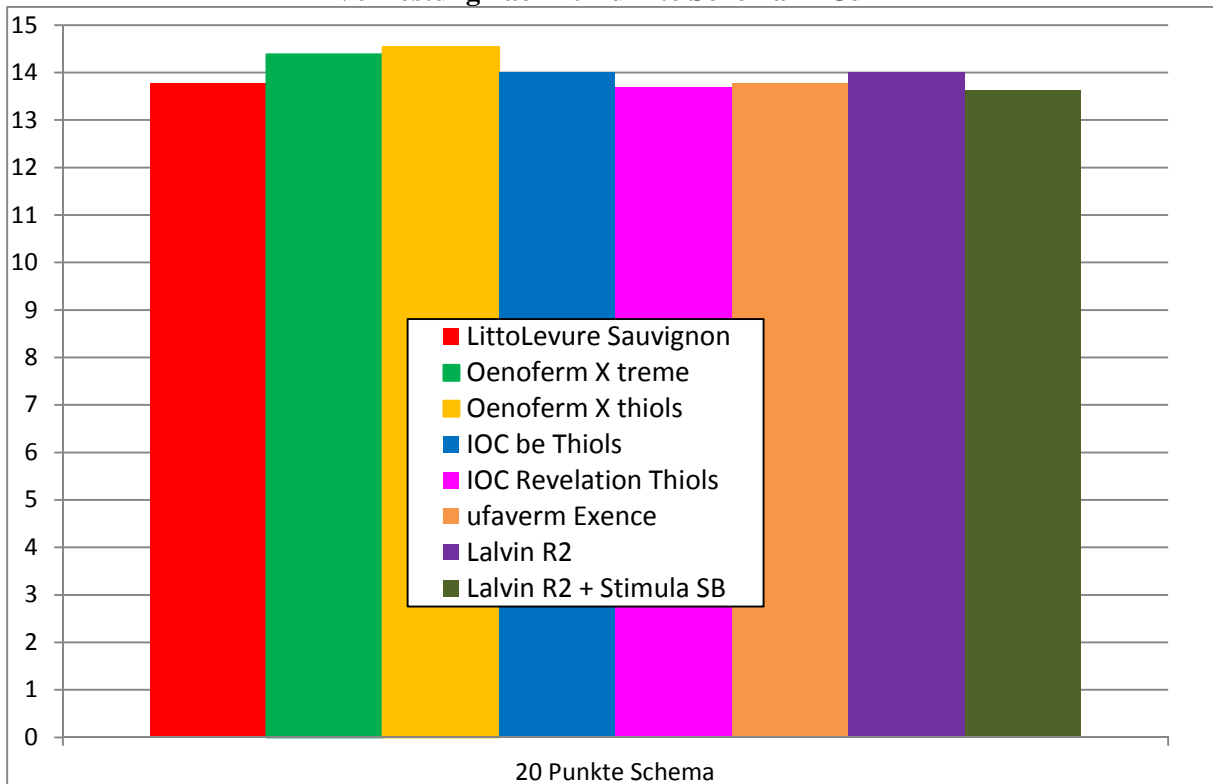 15
14
13
12
11
10
9
8
7
6
5
4
3
2
1
0
LittoLevure Sauvignon
Oenoferm X treme
Oenoferm X thiols
IOC be Thiols
IOC Revelation Thiols
ufaverm Exence
Lalvin R2
Lalvin R2 + Stimula SB
20 Punkte Schema